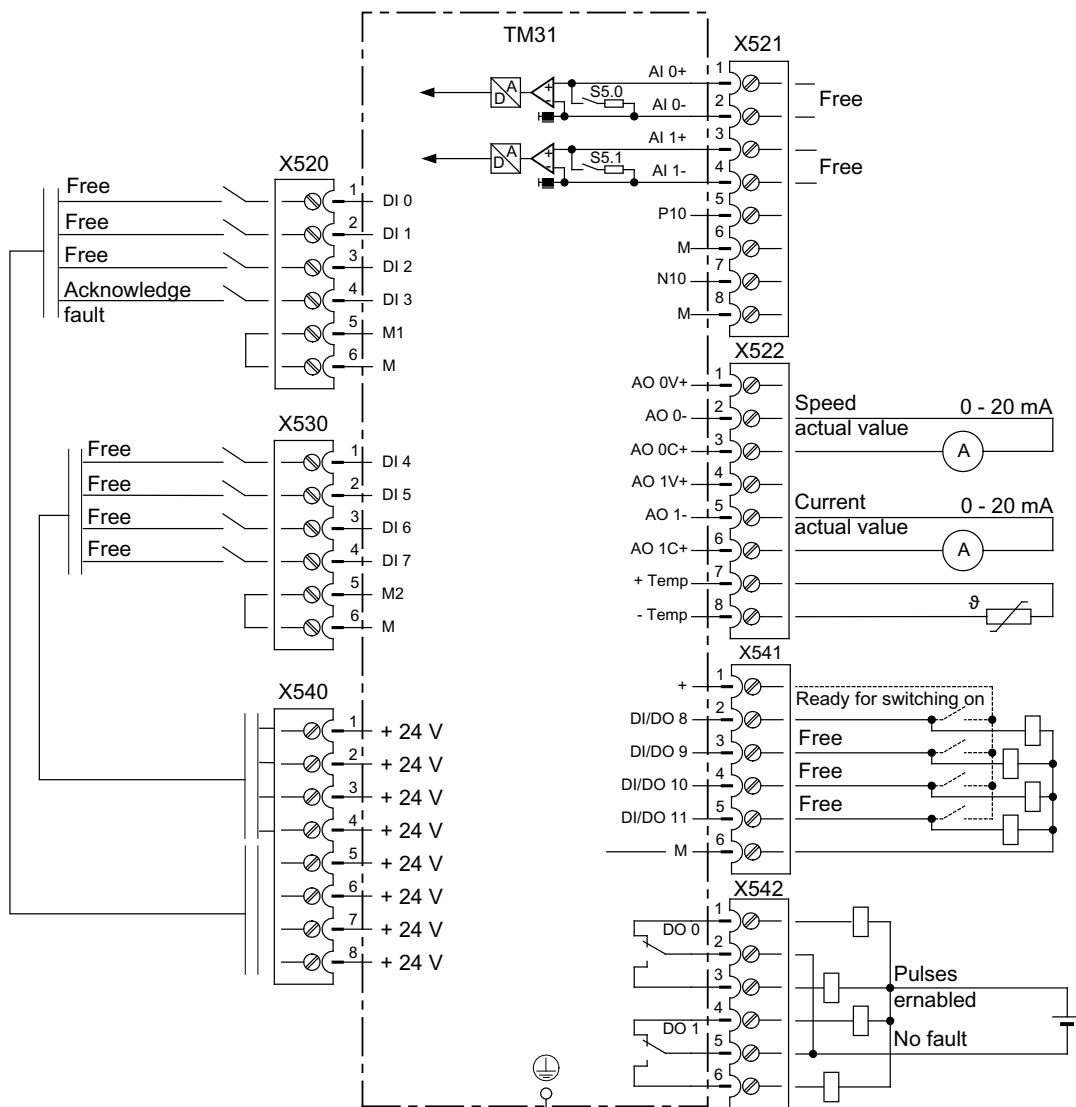 TM31
X520
Free
1
DI 0
Free
2
DI 1
Free
3
DI 2
Acknowledge
fault
4
DI 3
5
M1
6
M
X530
Free
1
DI 4
Free
2
DI 5
Free
3
DI 6
Free
4
DI 7
5
M2
6
M
X540
1
+ 24 V
2
+ 24 V
3
+ 24 V
4
+ 24 V
5
+ 24 V
6
+ 24 V
7
+ 24 V
8
+ 24 V
X521
A
D
+
-
S5.0
AI 0+
1
AI 0-
2
Free
A
D
+
-
S5.1
AI 1+
3
AI 1-
4
Free
P10
5
M
6
N10
7
M
8
X522
AO 0V+
1
AO 0-
2
AO 0C+
3
Speed
actual value
0 - 20 mA
A
AO 1V+
4
AO 1-
5
AO 1C+
6
Current
actual value
0 - 20 mA
A
+ Temp
7
- Temp
8
ϑ
X541
+
1
Ready for switching on
DI/DO 8
2
DI/DO 9
3
Free
DI/DO 10
4
Free
DI/DO 11
5
Free
M
6
X542
DO 0
1
2
3
DO 1
4
5
6
Pulses
ernabled
No fault